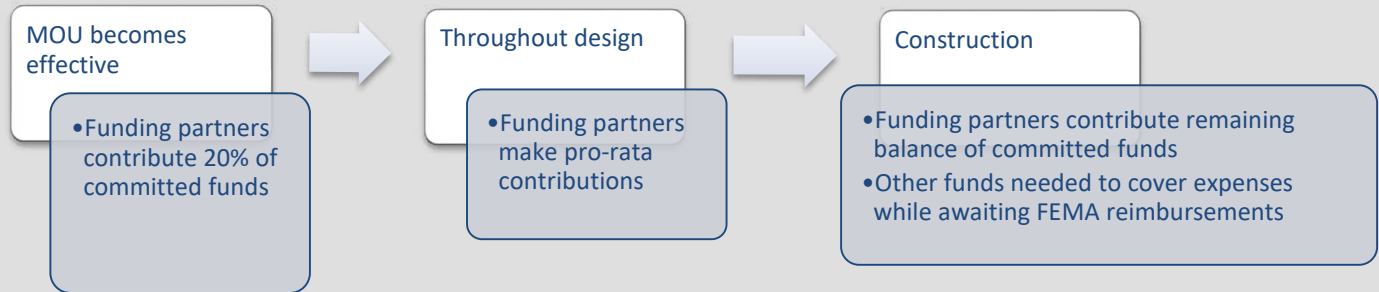 MOU becomes
effective
•Funding partners
contribute 20% of
committed funds
Throughout design
•Funding partners
make pro-rata
contributions
Construction
•Funding partners contribute remaining
balance of committed funds
•Other funds needed to cover expenses
while awaiting FEMA reimbursements